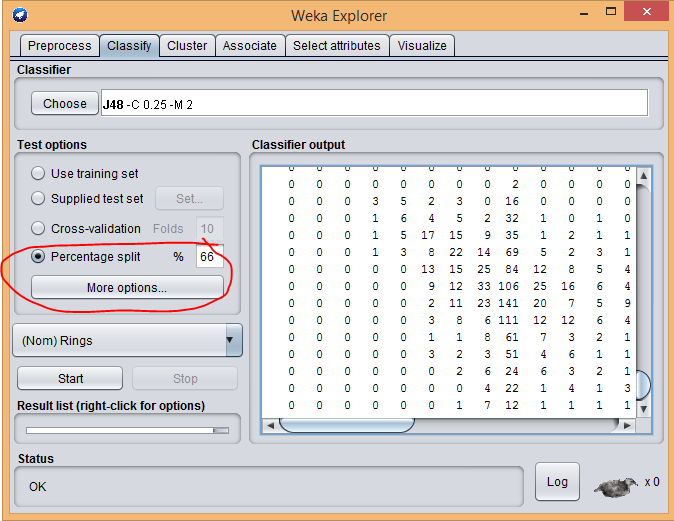 Weka Explorer
Preprocess Classify Cluster Associate Select attributes Visualize
Classifier
Choose J48 -C 0.25 -M 2
Test options
Use training set
Supplied test set Set...
Cross-validation Folds 10
Percentage split % 66
More options...
(Nom) Rings
Start Stop
Result list (right-click for options)
Classifier output
0 0 0 0 0 0 0 0 0 0 0 0
0 0 0 0 0 0 0 2 0 0 0 0
0 0 0 3 5 2 3 0 16 0 0 0 0
0 0 0 1 6 4 5 2 32 1 0 1 0
0 0 0 1 5 17 15 9 35 1 2 1 1
0 0 0 1 3 8 22 14 69 5 2 3 1
0 0 0 0 0 13 15 25 84 12 8 5 4
0 0 0 0 0 9 12 33 106 25 16 6 4
0 0 0 0 0 2 11 23 141 20 7 5 9
0 0 0 0 0 3 8 6 111 12 12 6 4
0 0 0 0 0 1 1 8 61 7 3 2 1
0 0 0 0 0 3 2 3 51 4 6 1 1
0 0 0 0 0 0 2 6 24 6 3 2 1
0 0 0 0 0 0 0 4 22 1 4 1 3
0 0 0 0 0 0 1 7 12 1 1 1 1
Status
OK
Log
x 0